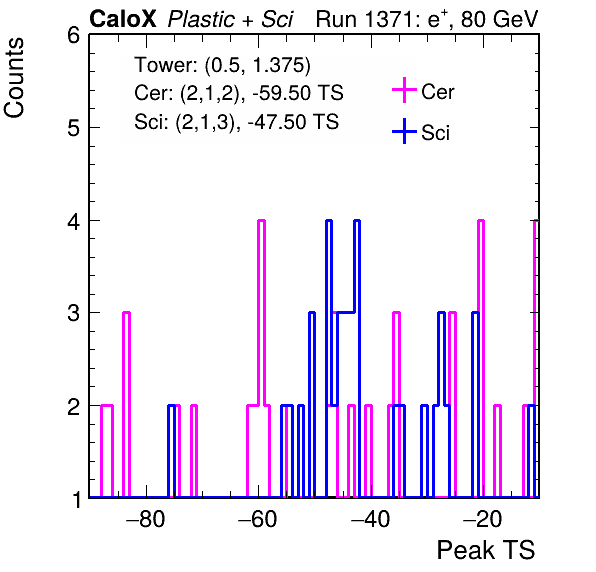 CaloX Plastic + Sci Run 1371: e+, 80 GeV
Counts
6
Tower: (0.5, 1.375)
Cer: (2,1,2), -59.50 TS
Sci: (2,1,3), -47.50 TS
Cer
Sci
5
4
3
2
1
−80 −60 −40 −20
Peak TS